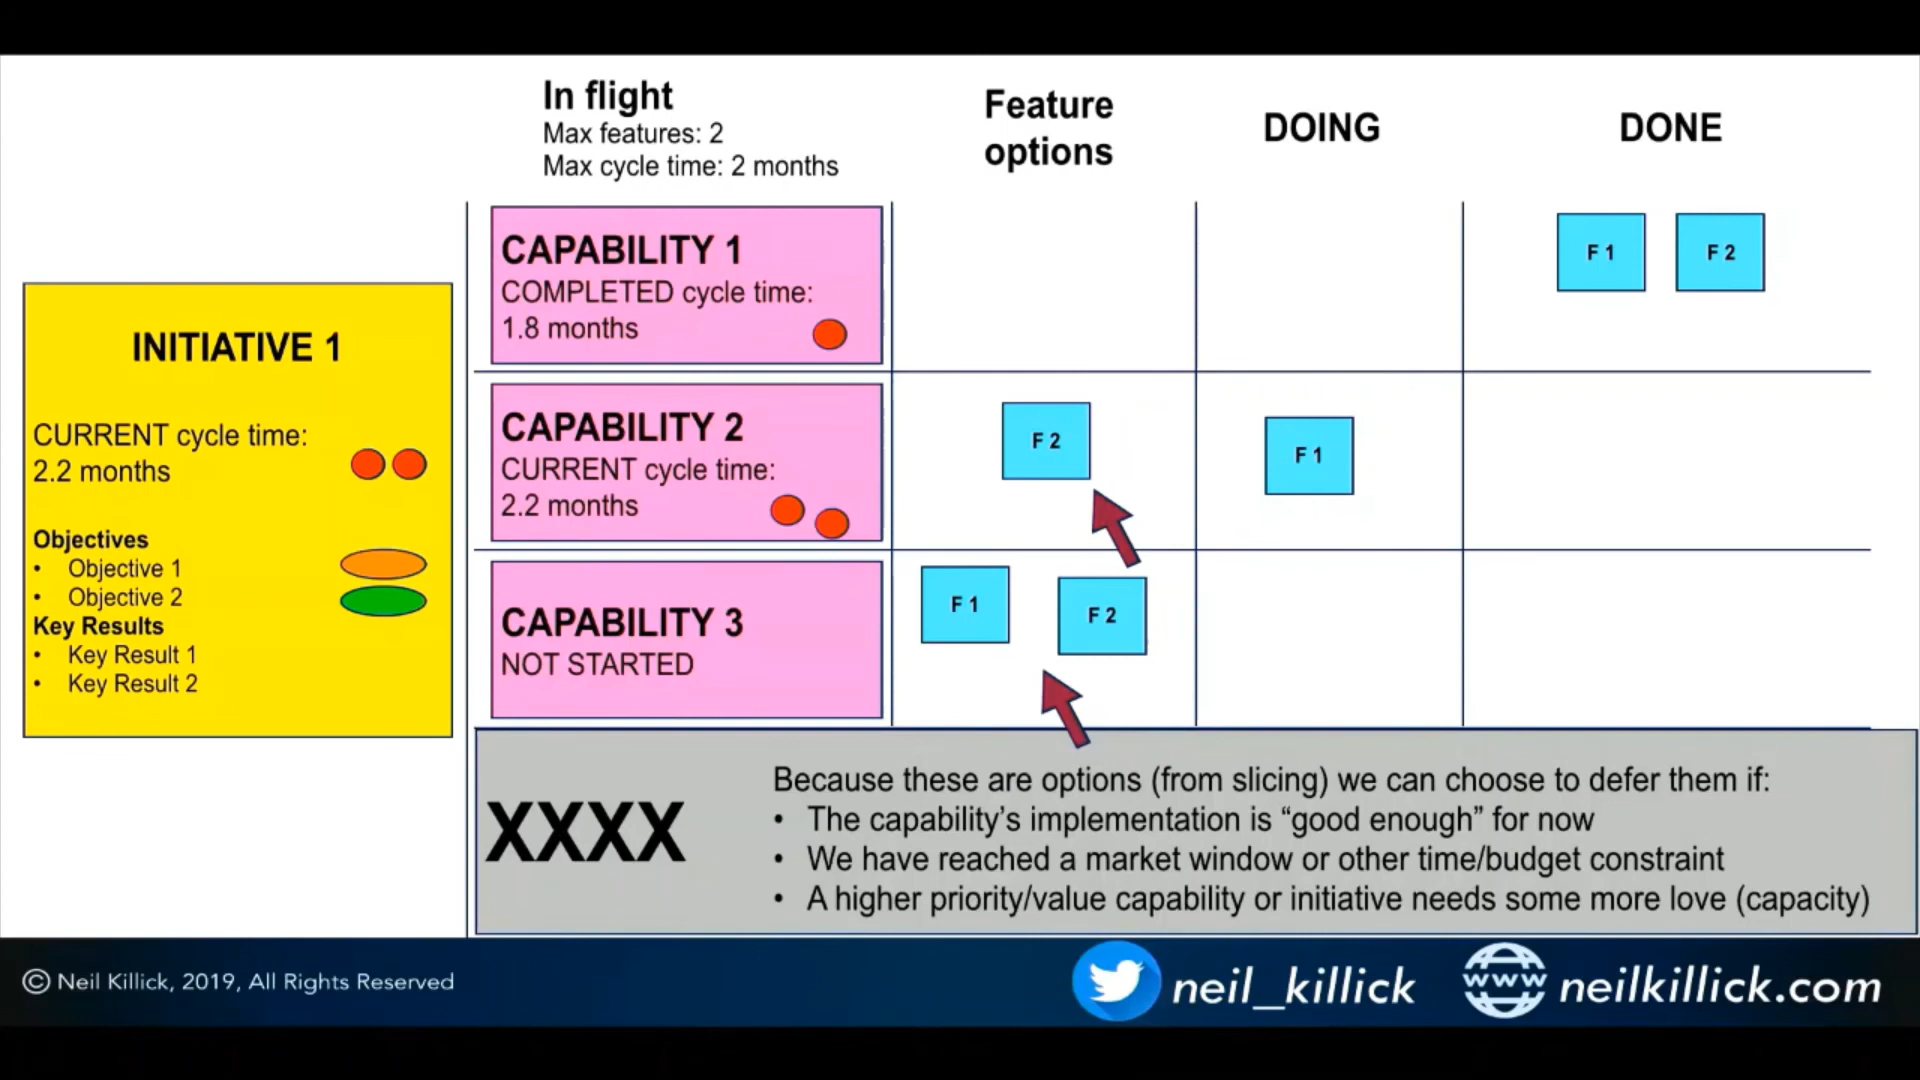 In flight
Max features: 2
Max cycle time: 2 months
Feature
options
DOING
DONE
INITIATIVE 1
CURRENT cycle time:
2.2 months
Objectives
• Objective 1
• Objective 2
Key Results
• Key Result 1
• Key Result 2
CAPABILITY 1
COMPLETED cycle time:
1.8 months
F 1
F 2
CAPABILITY 2
CURRENT cycle time:
2.2 months
F 2
F 1
CAPABILITY 3
NOT STARTED
F 1
F 2
XXXX
Because these are options (from slicing) we can choose to defer them if:
• The capability’s implementation is “good enough” for now
• We have reached a market window or other time/budget constraint
• A higher priority/value capability or initiative needs some more love (capacity)
© Neil Killick, 2019, All Rights Reserved
neil_killick
www
neilkillick.com